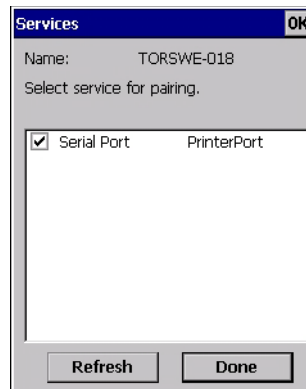 Services OK
Name: TORSWE-018
Select service for pairing.
Serial Port PrinterPort
Refresh Done